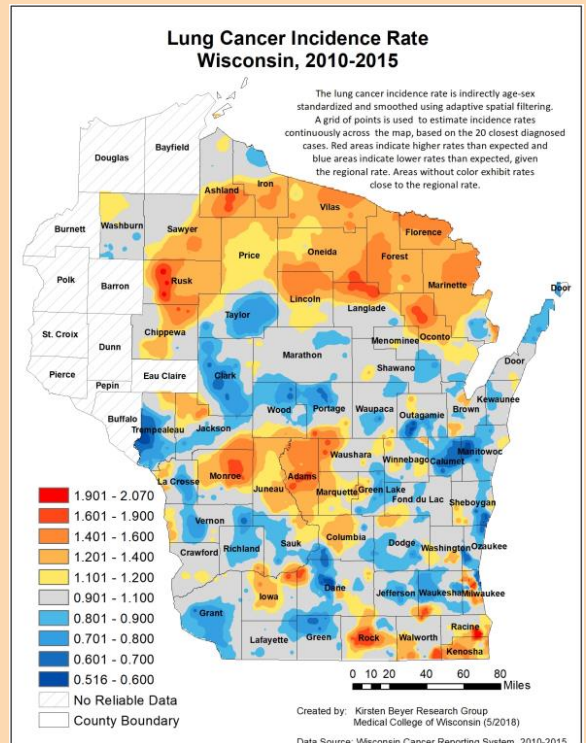 Lung Cancer Incidence Rate
Wisconsin, 2010-2015
The lung cancer incidence rate is indirectly age-sex
standardized and smoothed using adaptive spatial filtering.
A grid of points is used to estimate incidence rates
continuously across the map, based on the 20 closest diagnosed
cases. Red areas indicate higher rates than expected and
blue areas indicate lower rates than expected, given
the regional rate. Areas without color exhibit rates
close to the regional rate.
Douglas
Bayfield
Ashland
Iron
Vilas
Burnett
Washburn
Sawyer
Price
Oneida
Florence
Forest
Marinette
Polk
Barron
Rusk
Lincoln
Langlade
Door
Taylor
Chippewa
Menominee
Oconto
St. Croix
Dunn
Marathon
Shawano
Door
Pierce
Pepin
Eau Claire
Clark
Kewaunee
Buffalo
Trempealeau
Jackson
Wood
Portage
Waupaca
Outagamie
Brown
Waushara
Winnebago
Calumet
Manitowoc
La Crosse
Monroe
Juneau
Adams
Marquette
Green Lake
Fond du Lac
Sheboygan
Vernon
Crawford
Richland
Sauk
Columbia
Dodge
Washington
Ozaukee
Iowa
Dane
Jefferson
Waukesha
Milwaukee
Grant
Lafayette
Green
Rock
Walworth
Racine
Kenosha
1.901 - 2.070
1.601 - 1.900
1.401 - 1.600
1.201 - 1.400
1.101 - 1.200
0.901 - 1.100
0.801 - 0.900
0.701 - 0.800
0.601 - 0.700
0.516 - 0.600
No Reliable Data
County Boundary
0 10 20 40 60 80
Miles
Created by: Kirsten Beyer Research Group
Medical College of Wisconsin (5/2018)
Data Source: Wisconsin Cancer Reporting System, 2010-2015